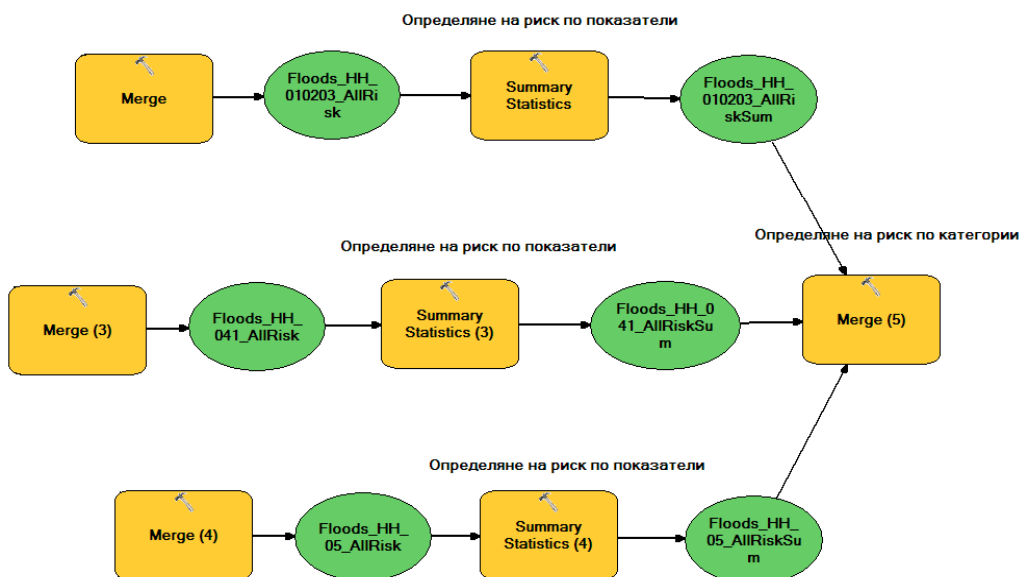 Определяне на риск по показатели
Merge
Floods_HH_
010203_AllRi
sk
Summary
Statistics
Floods_HH_
010203_AllRi
skSum
Определяне на риск по показатели
Определяне на риск по категории
Merge (3)
Floods_HH_
041_AllRisk
Summary
Statistics (3)
Floods_HH_0
41_AllRiskSu
m
Merge (5)
Определяне на риск по показатели
Merge (4)
Floods_HH_
05_AllRisk
Summary
Statistics (4)
Floods_HH_
05_AllRiskSu
m